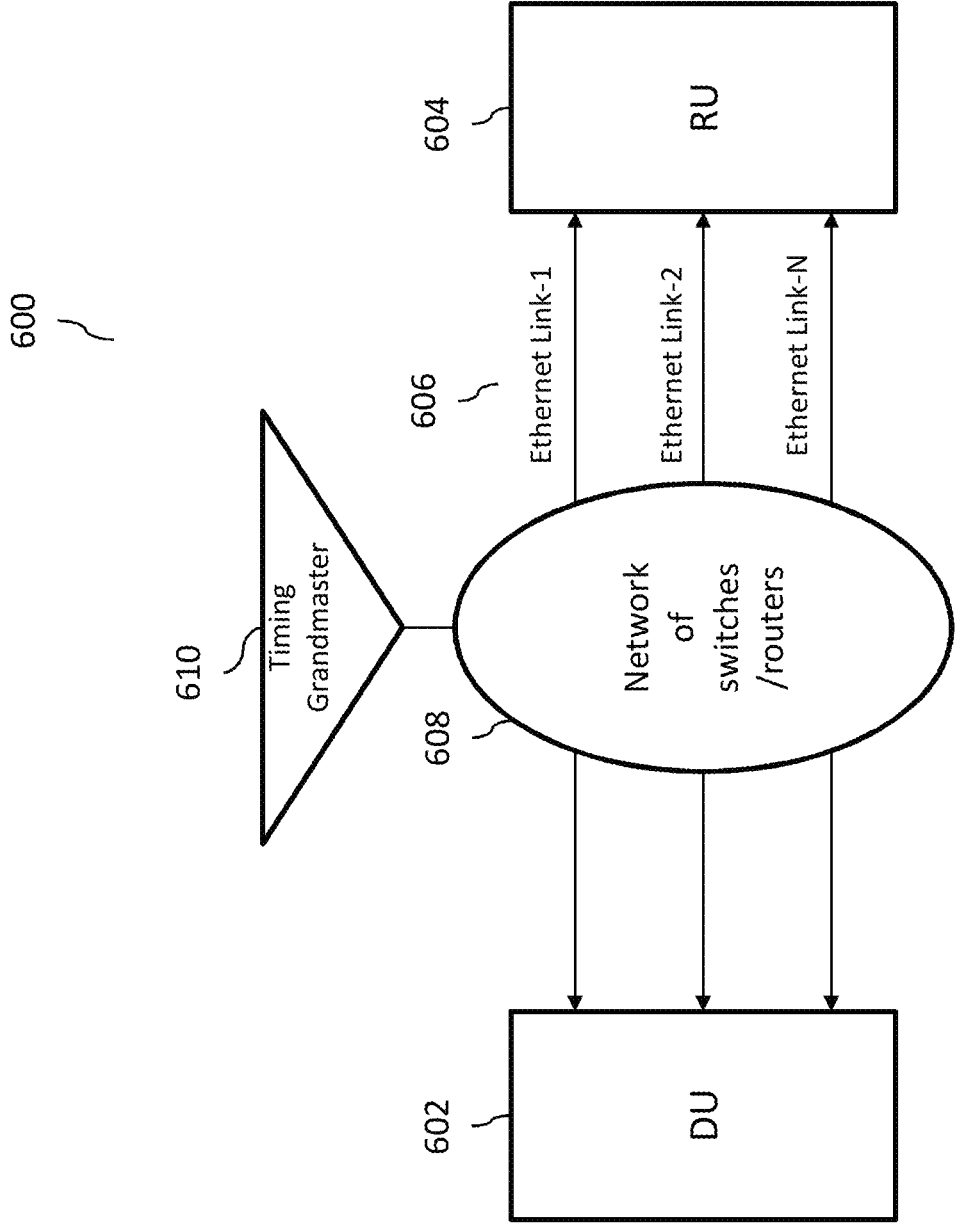 600
610
Timing
Grandmaster
602
608
606
604
DU
Network
of
switches
/routers
Ethernet Link-1
Ethernet Link-2
Ethernet Link-N
RU